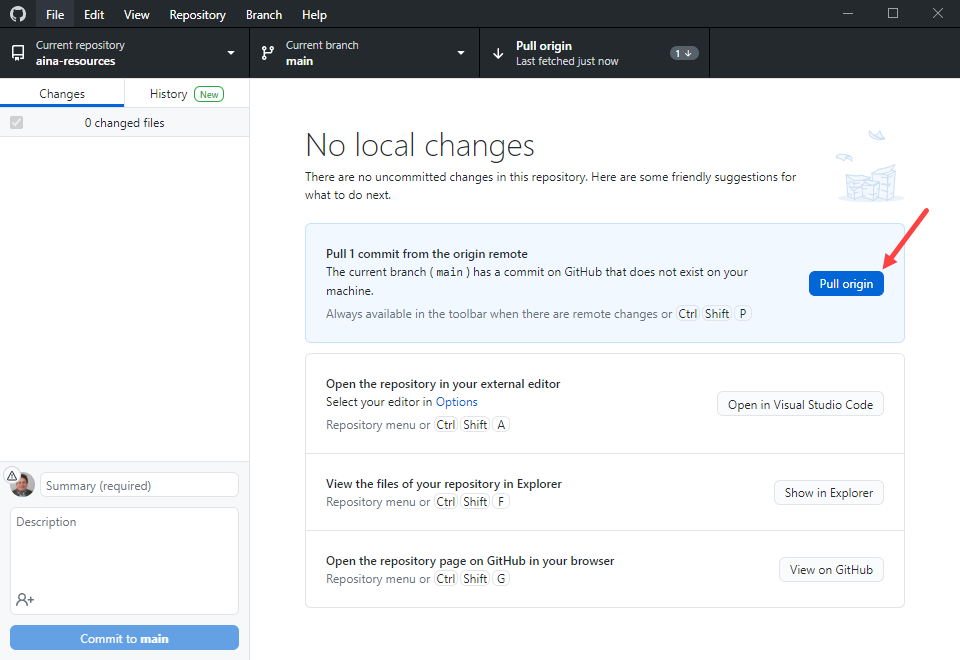 File Edit View Repository Branch Help
Current repository
aina-resources
Current branch
main
Pull origin
Last fetched just now
1
Changes
History New
0 changed files
No local changes
There are no uncommitted changes in this repository. Here are some friendly suggestions for
what to do next.
Pull 1 commit from the origin remote
The current branch ( main ) has a commit on GitHub that does not exist on your
machine.
Always available in the toolbar when there are remote changes or Ctrl Shift P
Pull origin
Open the repository in your external editor
Select your editor in Options
Repository menu or Ctrl Shift A
Open in Visual Studio Code
View the files of your repository in Explorer
Repository menu or Ctrl Shift F
Show in Explorer
Open the repository page on GitHub in your browser
Repository menu or Ctrl Shift G
View on GitHub
Summary (required)
Description
Commit to main